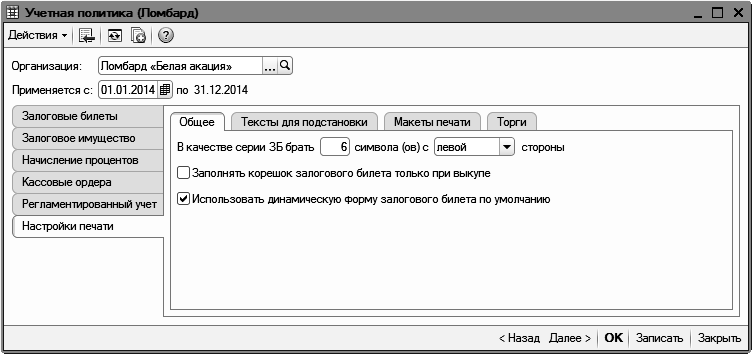 Учетная политика (Ломбард)
Действия
Организация: Ломбард «Белая акация» ...
Применяется с: 01.01.2014 по 31.12.2014
Залоговые билеты
Залоговое имущество
Начисление процентов
Кассовые ордера
Регламентированный учет
Настройки печати
Общее Тексты для подстановки Макеты печати Торги
В качестве серии ЗБ брать 6 символа (ов) с левой стороны
Заполнять корешок залогового билета только при выкупе
Использовать динамическую форму залогового билета по умолчанию
< Назад Далее > OK Записать Закрыть